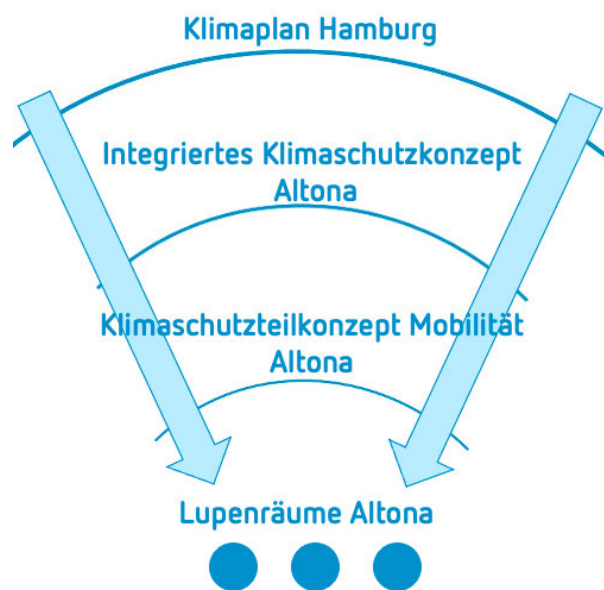 Klimaplan Hamburg
Integriertes Klimaschutzkonzept
Altona
Klimaschutzteilkonzept Mobilität
Altona
Lupenräume Altona